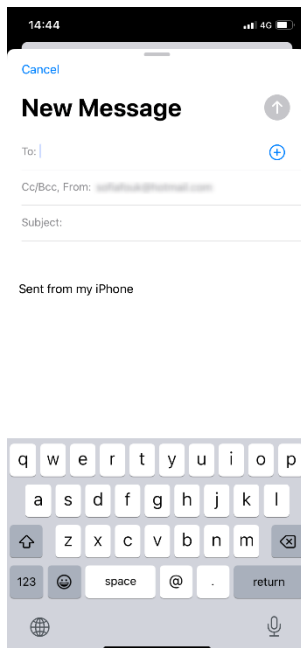 14:44
4G
Cancel
New Message
To:
Cc/Bcc, From:
Subject:
Sent from my iPhone
q w e r t y u i o p
a s d f g h j k l
z x c v b n m
123 space @ . return